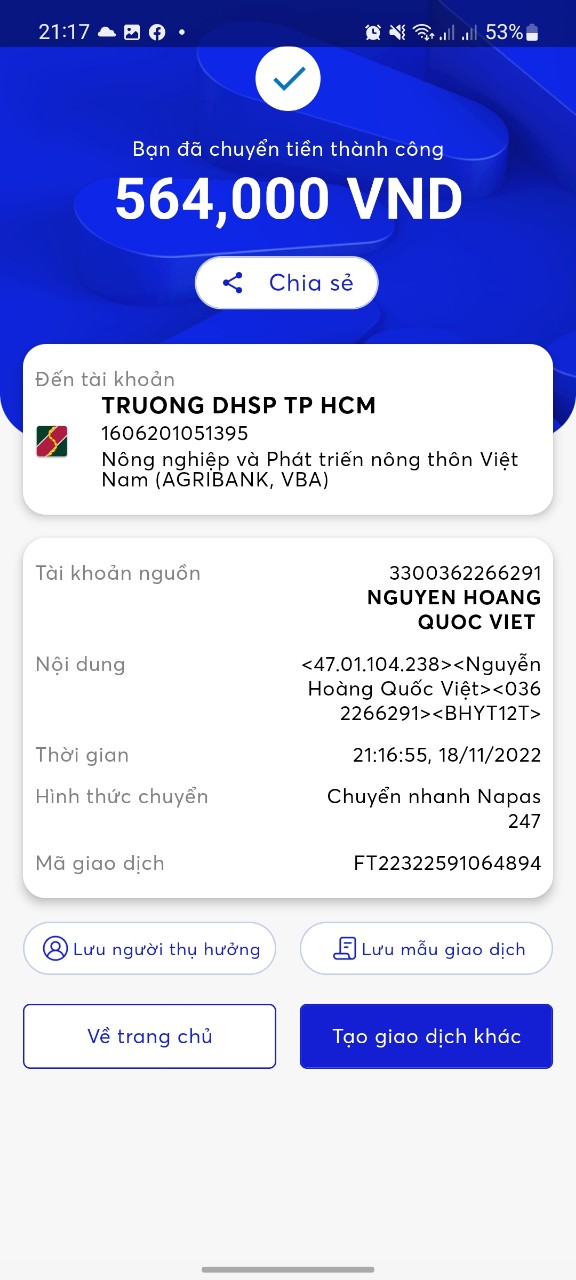 21:17
53%
Bạn đã chuyển tiền thành công
564,000 VND
Chia sẻ
Đến tài khoản
TRUONG DHSP TP HCM
1606201051395
Nông nghiệp và Phát triển nông thôn Việt
Nam (AGRIBANK, VBA)
Tài khoản nguồn
3300362266291
NGUYEN HOANG
QUOC VIET
Nội dung
<47.01.104.238><Nguyễn
Hoàng Quốc Việt><036
2266291><BHYT12T>
Thời gian
21:16:55, 18/11/2022
Hình thức chuyển
Chuyển nhanh Napas
247
Mã giao dịch
FT22322591064894
Lưu người thụ hưởng
Lưu mẫu giao dịch
Về trang chủ
Tạo giao dịch khác